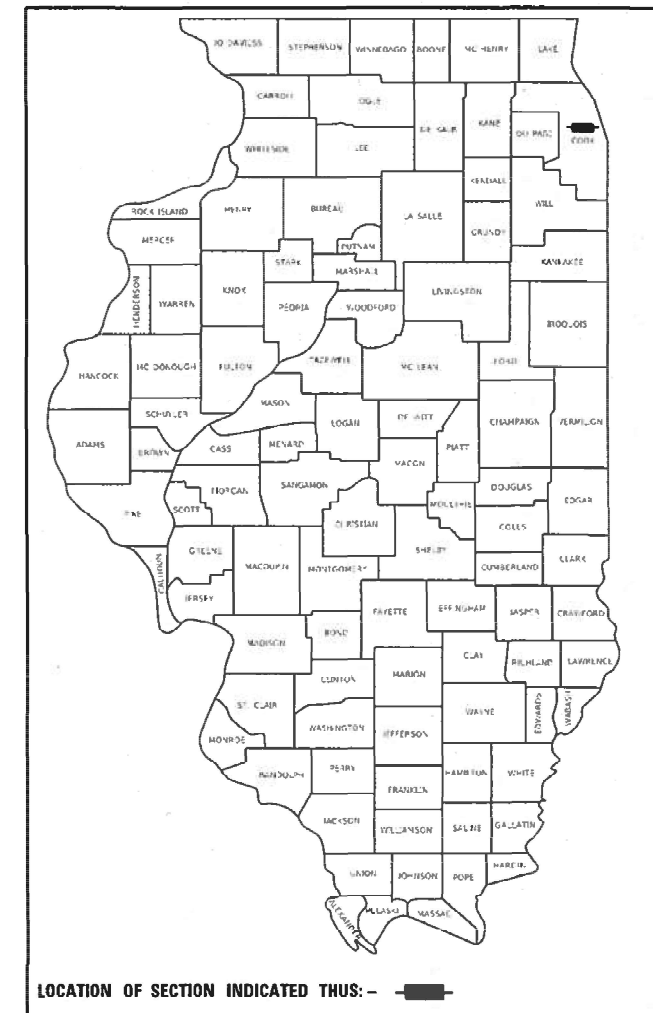 JO DAVIESS STEPHENSON WINNEBAGO BOONE MC HENRY LAKE
CARROLL OGLE DE KALB KANE DU PAGE COOK
WHITESIDE LEE
KENDALL
ROCK ISLAND HENRY BUREAU LA SALLE WILL
MERCER PUTNAM GRUNDY
STARK MARSHALL KANKAKEE
HENDERSON WARREN KNOX PEORIA WOODFORD LIVINGSTON
IROQUOIS
HANCOCK MC DONOUGH FULTON TAZEWELL MC LEAN FORD
MASON
SCHUYLER LOGAN DE WITT CHAMPAIGN VERMILION
ADAMS BROWN CASS MENARD PIATT
MACON
PIKE SCOTT MORGAN SANGAMON MOULTRIE DOUGLAS EDGAR
CHRISTIAN COLES
CALHOUN GREENE MACOUPIN MONTGOMERY SHELBY CUMBERLAND CLARK
JERSEY FAYETTE EFFINGHAM JASPER CRAWFORD
MADISON BOND
CLAY RICHLAND LAWRENCE
CLINTON MARION
ST. CLAIR WAYNE EDWARDS WABASH
MONROE WASHINGTON JEFFERSON
RANDOLPH PERRY HAMILTON WHITE
FRANKLIN
JACKSON WILLIAMSON SALINE GALLATIN
UNION JOHNSON POPE HARDIN
ALEXANDER PULASKI MASSAC
LOCATION OF SECTION INDICATED THUS: -